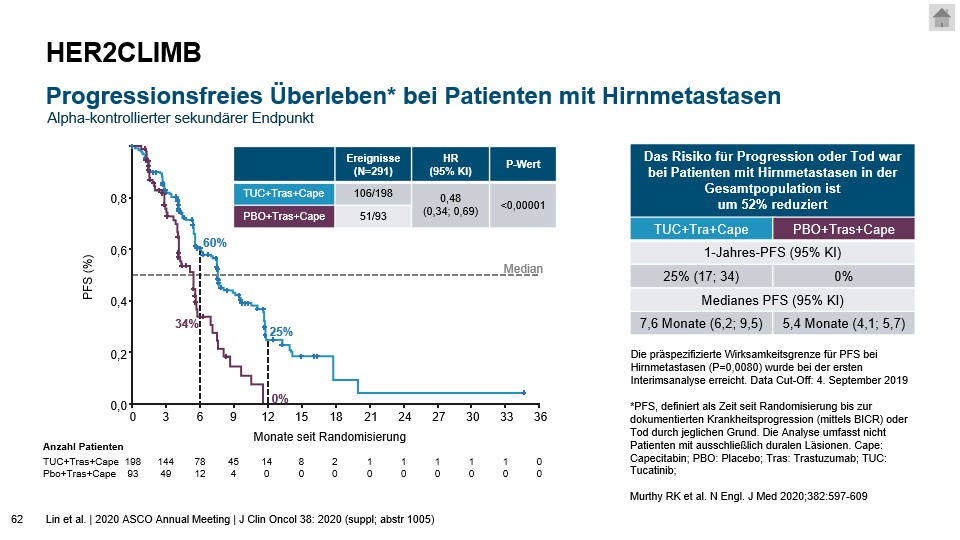 HER2CLIMB
Progressionsfreies Überleben* bei Patienten mit Hirnmetastasen
Alpha-kontrollierter sekundärer Endpunkt
Ereignisse
(N=291)
HR
(95% KI)
P-Wert
TUC+Tras+Cape
106/198
0,48
(0,34; 0,69)
<0,00001
PBO+Tras+Cape
51/93
0,8
0,6
0,4
0,2
0,0
PFS (%)
60%
Median
34%
25%
0%
0 3 6 9 12 15 18 21 24 27 30 33 36
Monate seit Randomisierung
Anzahl Patienten
TUC+Tras+Cape 198 144 78 45 14 8 2 1 1 1 1 1 0
Pbo+Tras+Cape 93 49 12 4 0 0 0 0 0 0 0 0 0
Das Risiko für Progression oder Tod war
bei Patienten mit Hirnmetastasen in der
Gesamtpopulation ist
um 52% reduziert
TUC+Tra+Cape PBO+Tras+Cape
1-Jahres-PFS (95% KI)
25% (17; 34) 0%
Medianes PFS (95% KI)
7,6 Monate (6,2; 9,5) 5,4 Monate (4,1; 5,7)
Die präspezifizierte Wirksamkeitsgrenze für PFS bei
Hirnmetastasen (P=0,0080) wurde bei der ersten
Interimsanalyse erreicht. Data Cut-Off: 4. September 2019
*PFS, definiert als Zeit seit Randomisierung bis zur
dokumentierten Krankheitsprogression (mittels BICR) oder
Tod durch jeglichen Grund. Die Analyse umfasst nicht
Patienten mit ausschließlich duralen Läsionen. Cape:
Capecitabin; PBO: Placebo; Tras: Trastuzumab; TUC:
Tucatinib;
Murthy RK et al. N Engl. J Med 2020;382:597-609
62 Lin et al. | 2020 ASCO Annual Meeting | J Clin Oncol 38: 2020 (suppl; abstr 1005)